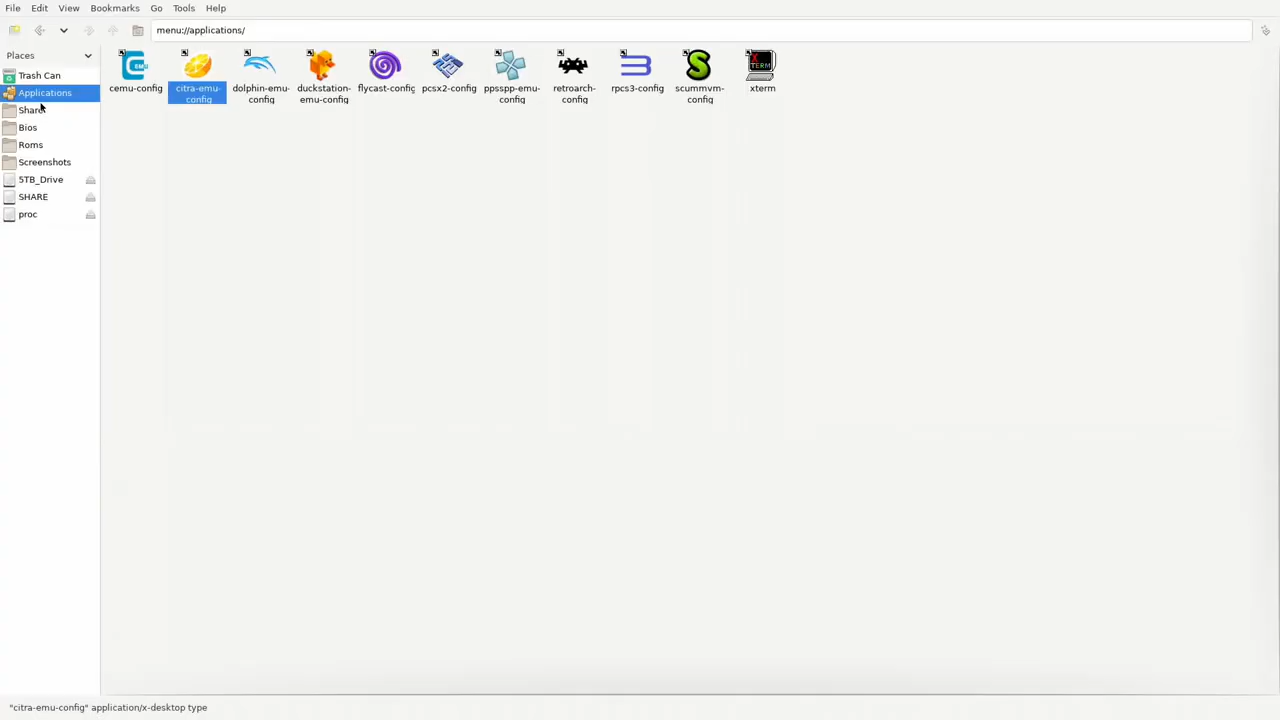 File Edit View Bookmarks Go Tools Help
menu://applications/
Places
Trash Can
Applications
Share
Bios
Roms
Screenshots
5TB_Drive
SHARE
proc
cemu-config
citra-emu-
config
dolphin-emu-
config
duckstation-
emu-config
flycast-config
pcsx2-config
ppsspp-emu-
config
retroarch-
config
rpcs3-config
scummvm-
config
xterm
"citra-emu-config" application/x-desktop type